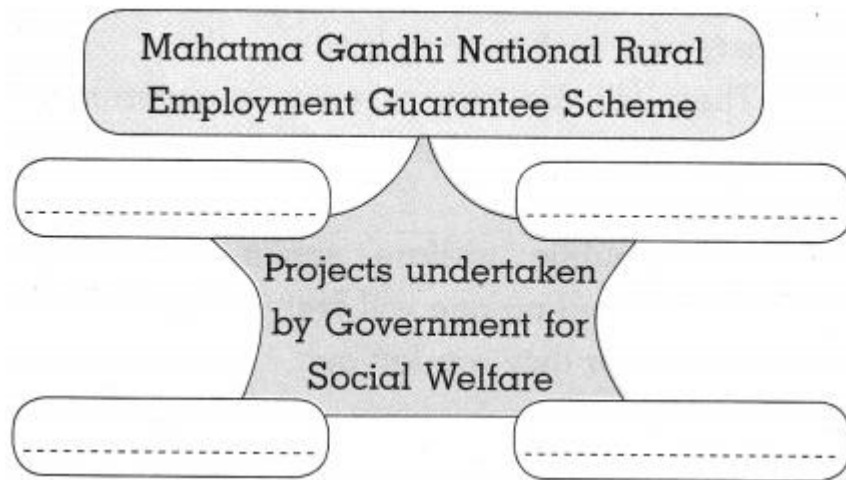 Mahatma Gandhi National Rural
Employment Guarantee Scheme
Projects undertaken
by Government for
Social Welfare